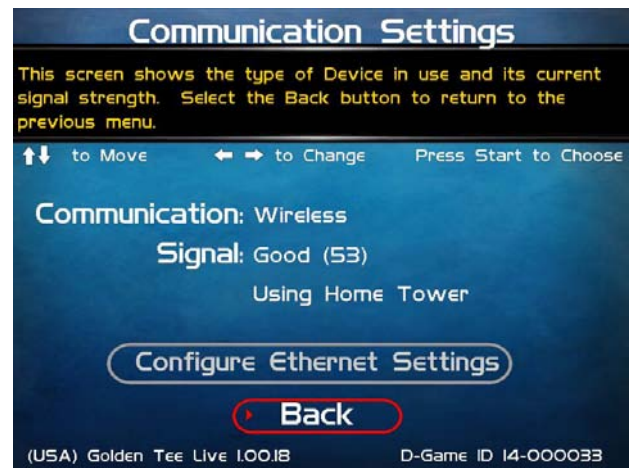 Communication Settings
This screen shows the type of Device in use and its current
signal strength. Select the Back button to return to the
previous menu.
to Move to Change Press Start to Choose
Communication: Wireless
Signal: Good (53)
Using Home Tower
Configure Ethernet Settings
Back
(USA) Golden Tee Live 1.00.18 D-Game ID 14-000033